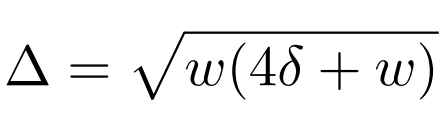 Δ = √(w(4δ + w))